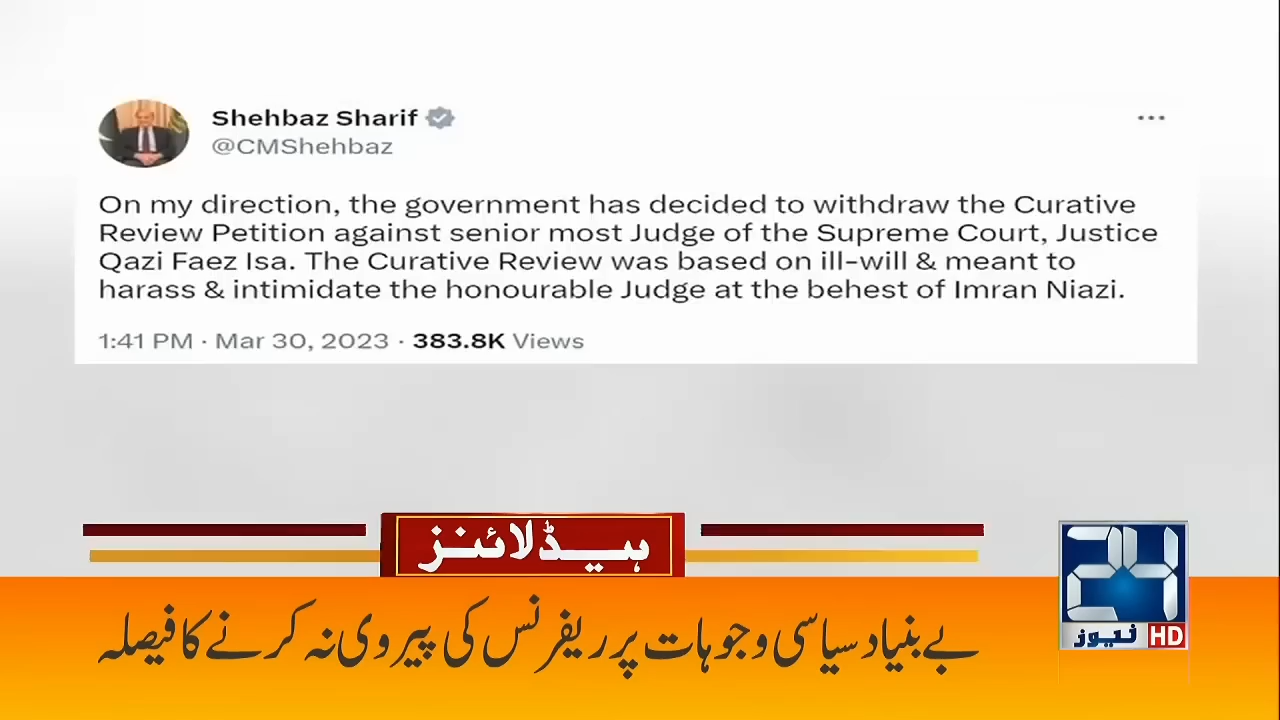 Shehbaz Sharif
@CMShehbaz
On my direction, the government has decided to withdraw the Curative
Review Petition against senior most Judge of the Supreme Court, Justice
Qazi Faez Isa. The Curative Review was based on ill-will & meant to
harass & intimidate the honourable Judge at the behest of Imran Niazi.
1:41 PM · Mar 30, 2023 · 383.8K Views
ہیڈلائنز
بے بنیاد سیاسی وجوہات پر ریفرنس کی پیروی نہ کرنے کا فیصلہ
24
نیوز HD